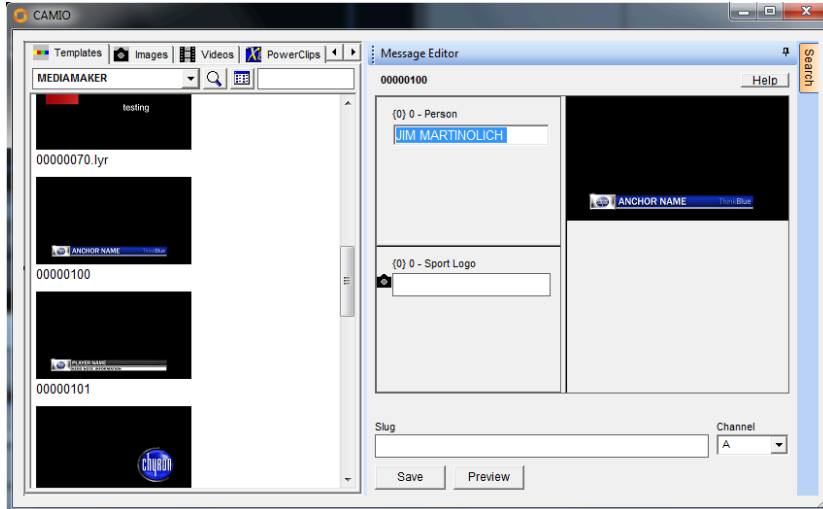 CAMIO
Templates Images Videos PowerClips
MEDIAMAKER
testing
00000070.lyr
ANCHOR NAME ThinkBlue
00000100
PLAYER NAME
00000101
chyron
Message Editor
00000100
Help
{0} 0 - Person
JIM MARTINOLICH
{0} 0 - Sport Logo
ANCHOR NAME ThinkBlue
Slug
Channel
A
Save Preview
Search